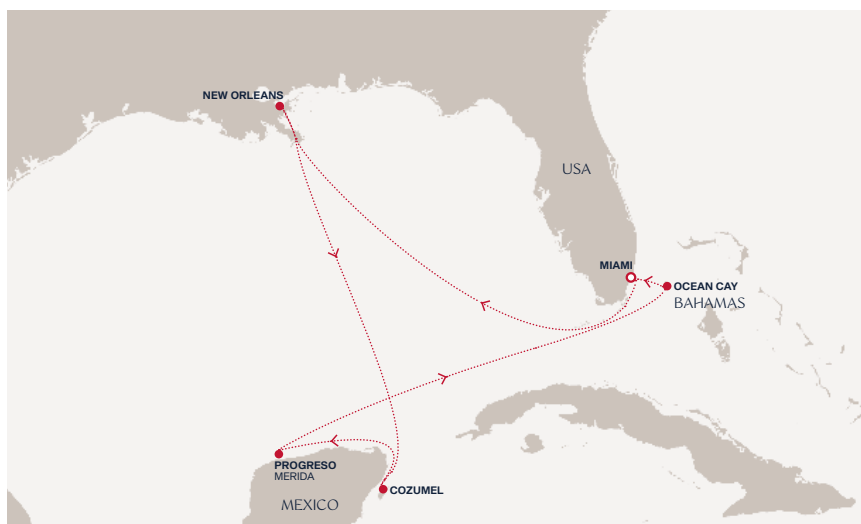 NEW ORLEANS
USA
MIAMI
OCEAN CAY
BAHAMAS
PROGRESO
MERIDA
COZUMEL
MEXICO